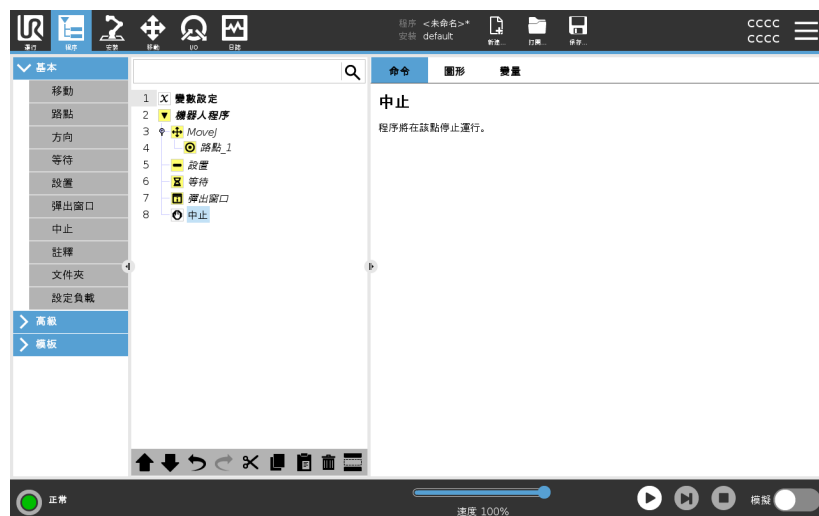 UR
運行
程序
安裝
移動
I/O
日誌
程序 <未命名>*
安裝 default
新建...
打開...
保存...
CCCC
CCCC
基本
移動
路點
方向
等待
設置
彈出窗口
中止
註釋
文件夾
設定負載
高級
模板
1 X 變數設定
2 機器人程序
3 MoveJ
4 路點_1
5 設置
6 等待
7 彈出窗口
8 中止
命令 圖形 變量
中止
程序將在該點停止運行。
正常
速度 100%
模擬